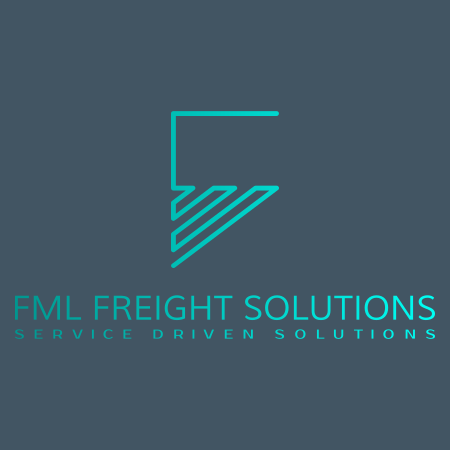 FML FREIGHT SOLUTIONS
SERVICE DRIVEN SOLUTIONS